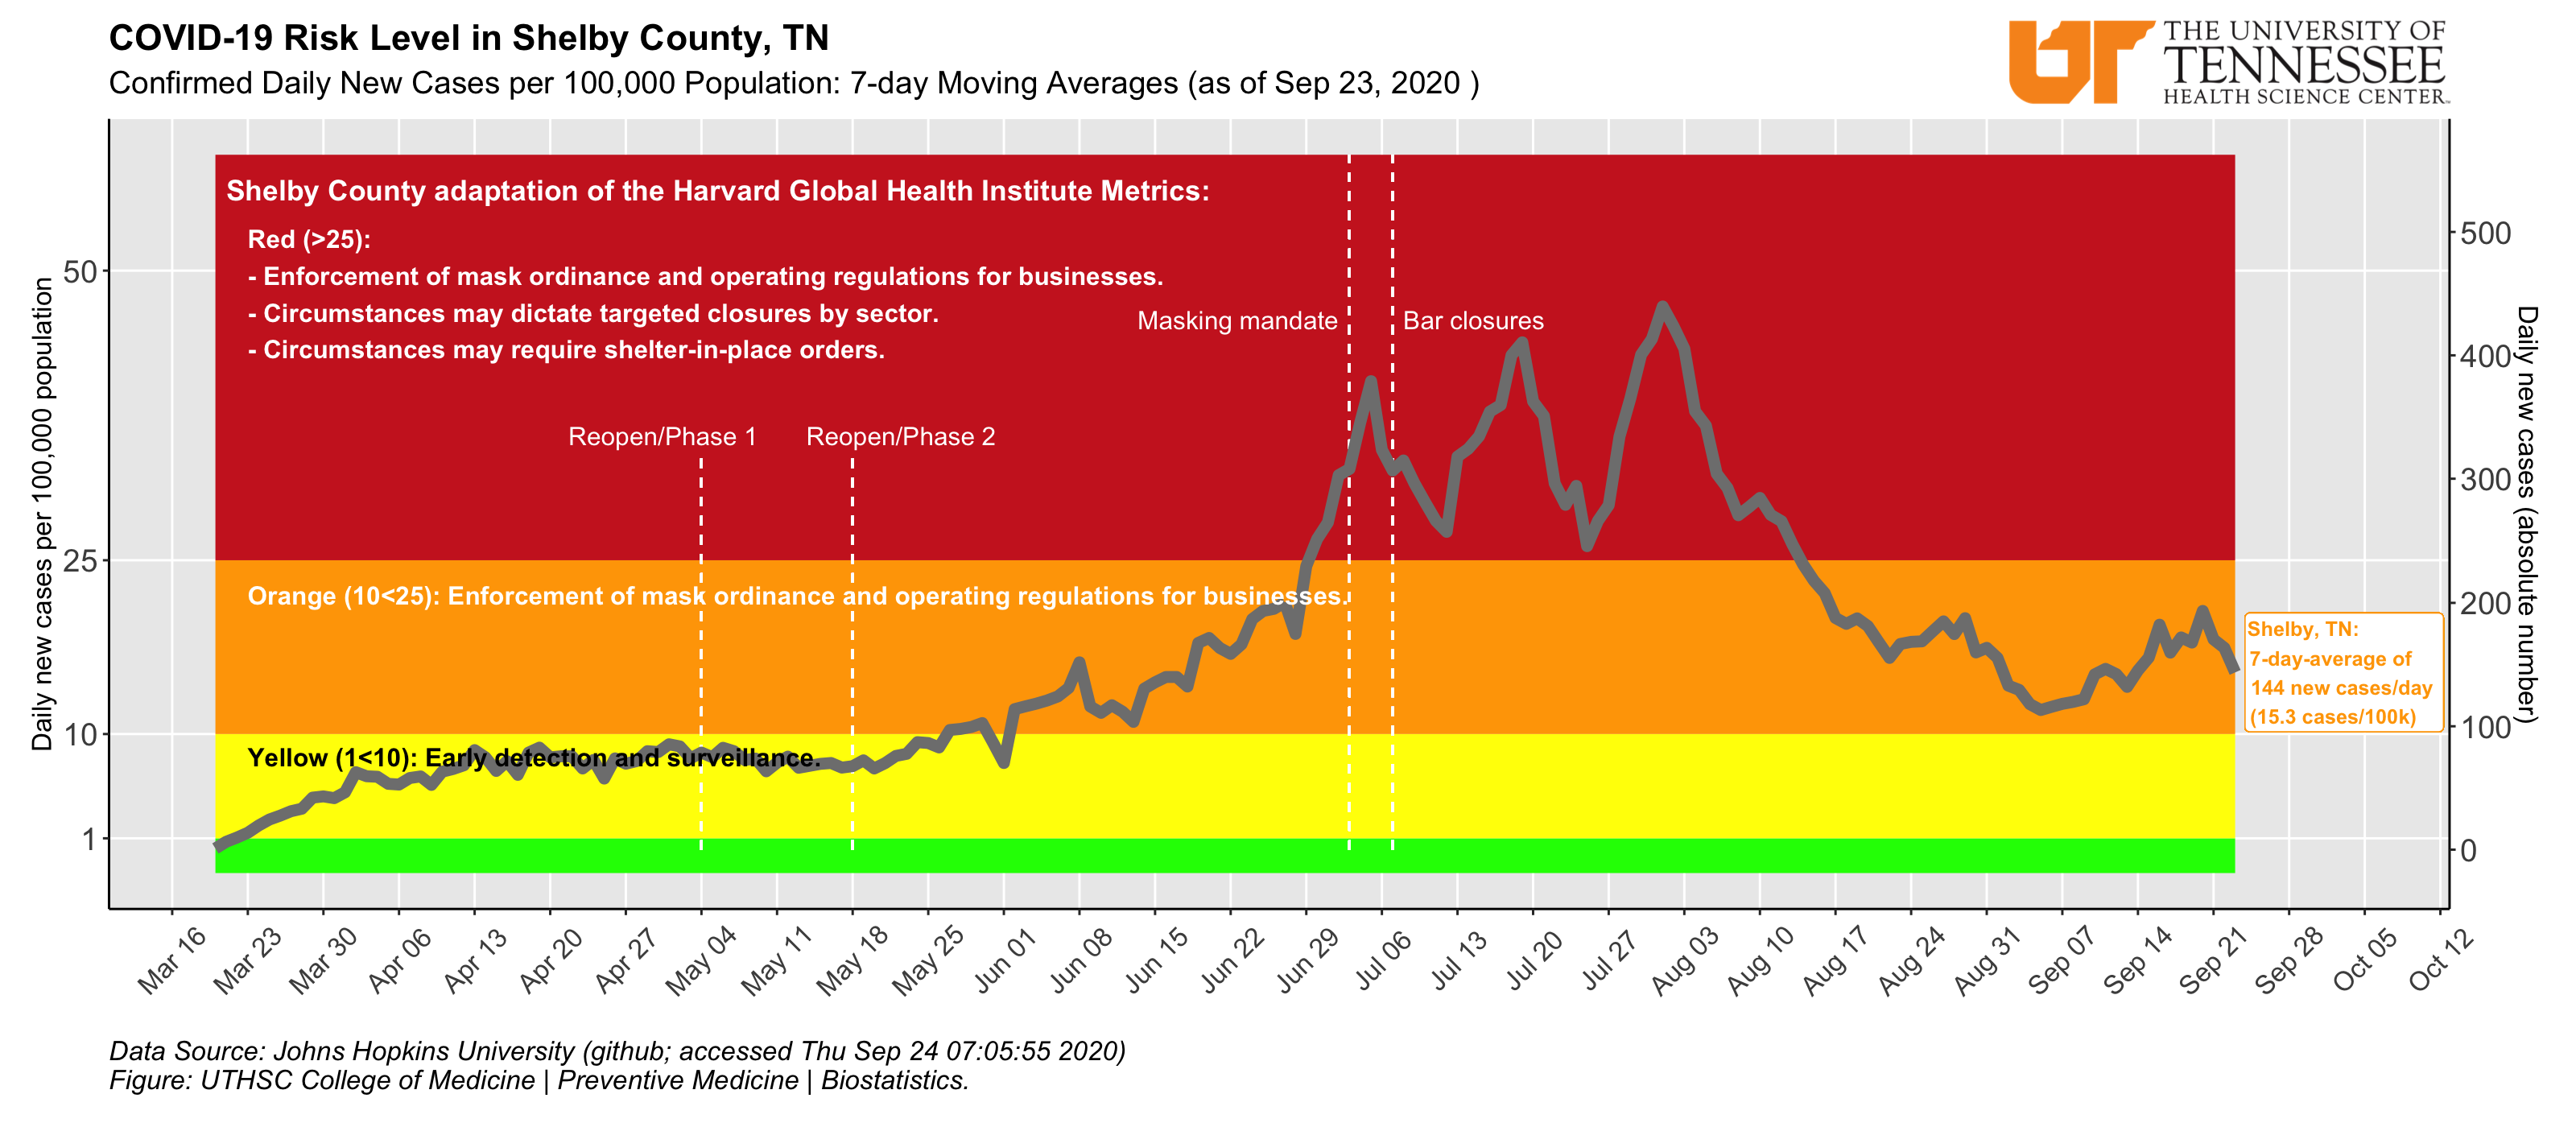 COVID-19 Risk Level in Shelby County, TN
Confirmed Daily New Cases per 100,000 Population: 7-day Moving Averages (as of Sep 23, 2020 )
THE UNIVERSITY OF
TENNESSEE
HEALTH SCIENCE CENTER
Daily new cases per 100,000 population
50
25
10
1
Shelby County adaptation of the Harvard Global Health Institute Metrics:
Red (>25):
- Enforcement of mask ordinance and operating regulations for businesses.
- Circumstances may dictate targeted closures by sector.
- Circumstances may require shelter-in-place orders.
Masking mandate
Bar closures
Reopen/Phase 1
Reopen/Phase 2
Orange (10<25): Enforcement of mask ordinance and operating regulations for businesses.
Yellow (1<10): Early detection and surveillance.
Shelby, TN:
7-day-average of
144 new cases/day
(15.3 cases/100k)
500
400
300
200
100
0
Daily new cases (absolute number)
Mar 16
Mar 23
Mar 30
Apr 06
Apr 13
Apr 20
Apr 27
May 04
May 11
May 18
May 25
Jun 01
Jun 08
Jun 15
Jun 22
Jun 29
Jul 06
Jul 13
Jul 20
Jul 27
Aug 03
Aug 10
Aug 17
Aug 24
Aug 31
Sep 07
Sep 14
Sep 21
Sep 28
Oct 05
Oct 12
Data Source: Johns Hopkins University (github; accessed Thu Sep 24 07:05:55 2020)
Figure: UTHSC College of Medicine | Preventive Medicine | Biostatistics.